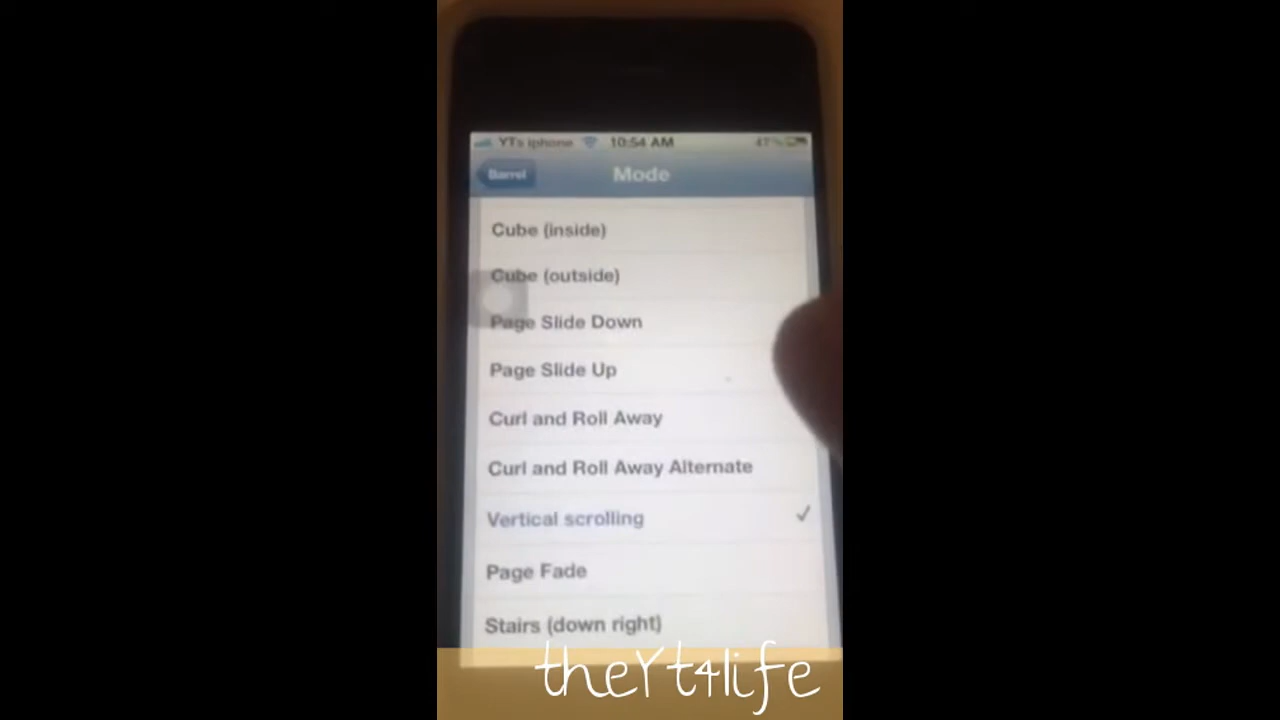 YTs iphone 10:54 AM 47%
Barrel Mode
Cube (inside)
Cube (outside)
Page Slide Down
Page Slide Up
Curl and Roll Away
Curl and Roll Away Alternate
Vertical scrolling
Page Fade
Stairs (down right)
theYt4life